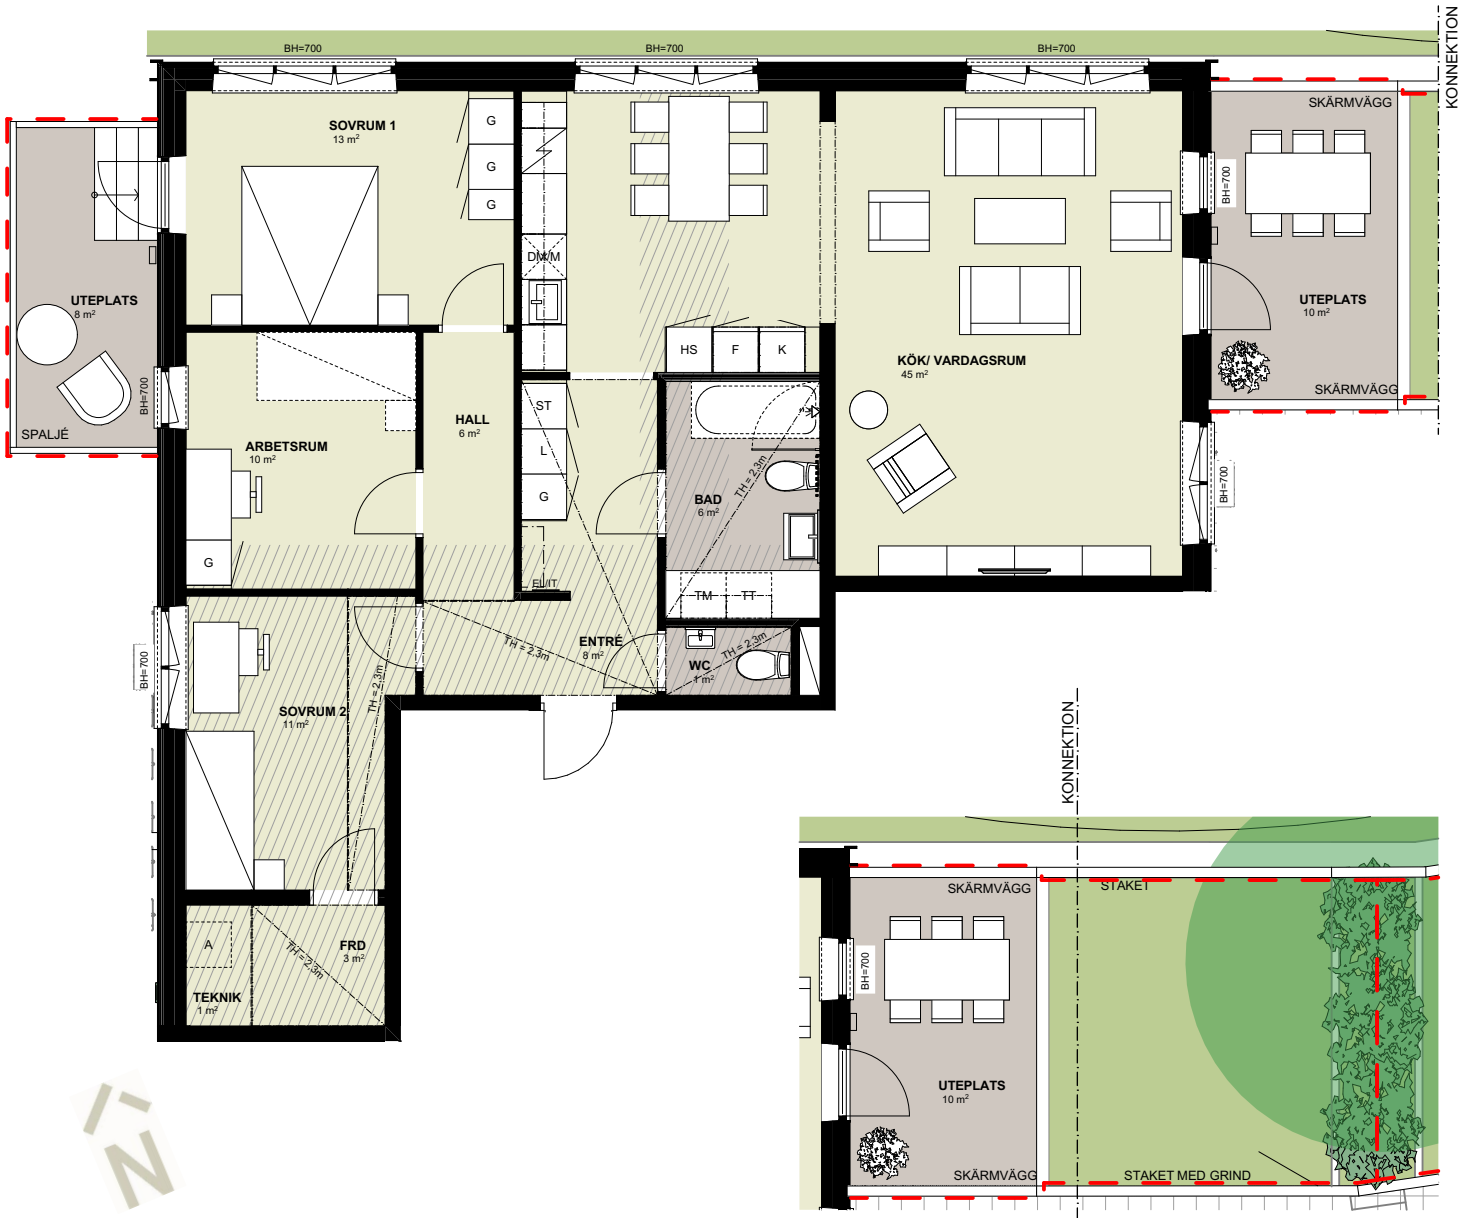 BH=700
BH=700
BH=700
KONNEKTION
SOVRUM 1
13 m²
G
G
G
DM/M
SKÄRMVÄGG
BH=700
UTEPLATS
8 m²
BH=700
SPALJÉ
UTEPLATS
10 m²
SKÄRMVÄGG
HS
F
K
KÖK/ VARDAGSRUM
45 m²
BH=700
HALL
6 m²
ARBETSRUM
10 m²
G
ST
L
G
EL/IT
BAD
6 m²
TH = 2,3m
TM
TT
ENTRÉ
8 m²
TH = 2,3m
WC
1 m²
TH = 2,3m
BH=700
SOVRUM 2
11 m²
TH = 2,3m
A
TEKNIK
1 m²
FRD
3 m²
TH = 2,3m
N
KONNEKTION
SKÄRMVÄGG
STAKET
BH=700
UTEPLATS
10 m²
SKÄRMVÄGG
STAKET MED GRIND